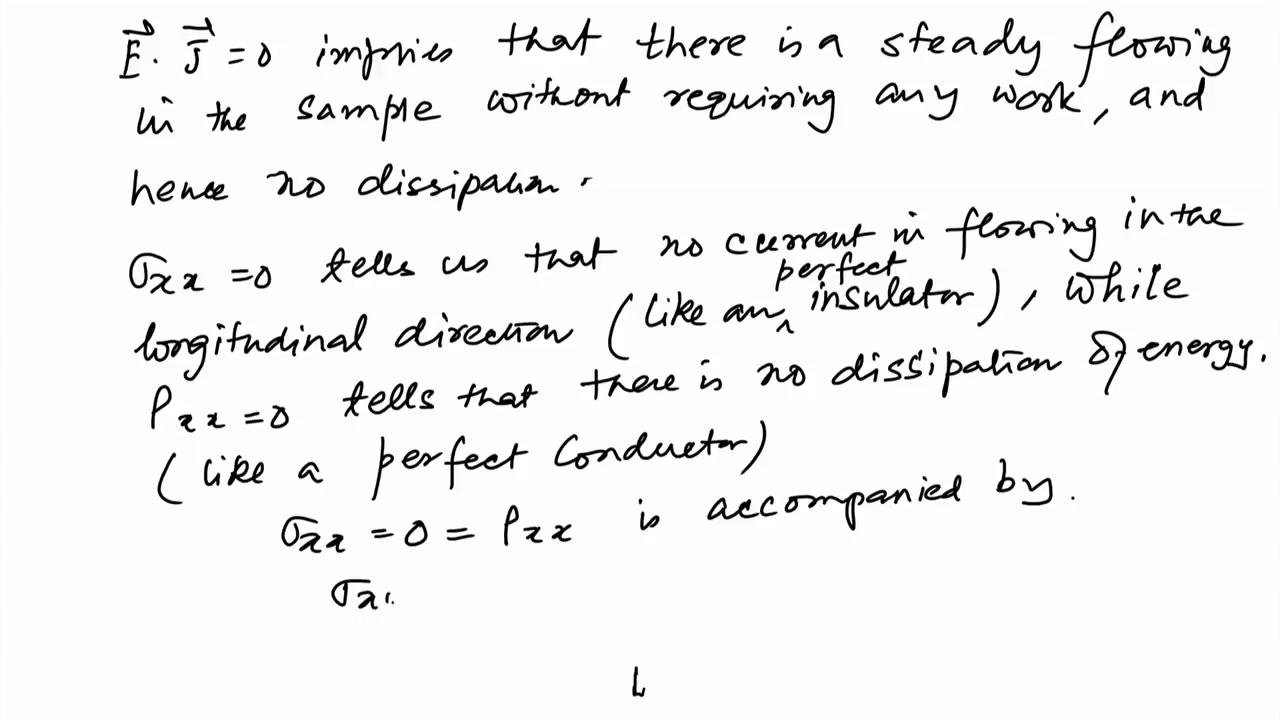 E⃗. J⃗ = 0 implies that there is a steady flowing
in the sample without requiring any work, and
hence no dissipation.
σxx = 0 tells us that no current in flowing in the
longitudinal direction (like an perfect insulator), while
ρxx = 0 tells that there is no dissipation of energy.
(like a perfect conductor)
σxx = 0 = ρxx is accompanied by.
σx